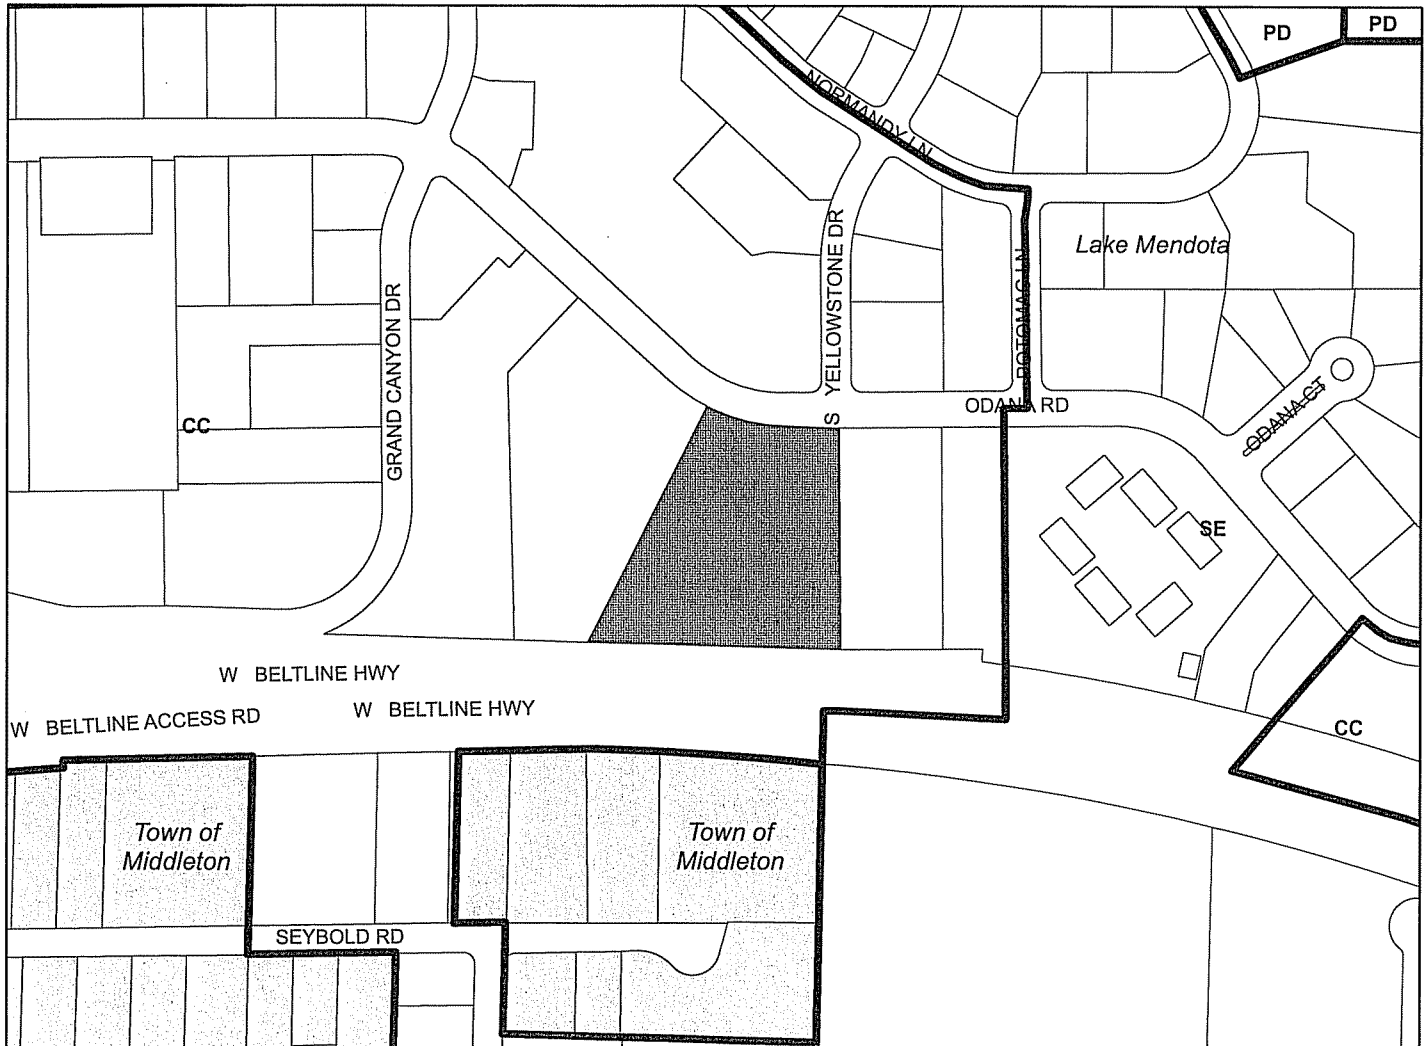 PD
PD
NORMANDY LN
S YELLOWSTONE DR
Lake Mendota
POTOMAC LN
GRAND CANYON DR
ODANA RD
ODANA CT
CC
SE
W BELTLINE HWY
W BELTLINE HWY
W BELTLINE ACCESS RD
CC
Town of
Middleton
Town of
Middleton
SEYBOLD RD